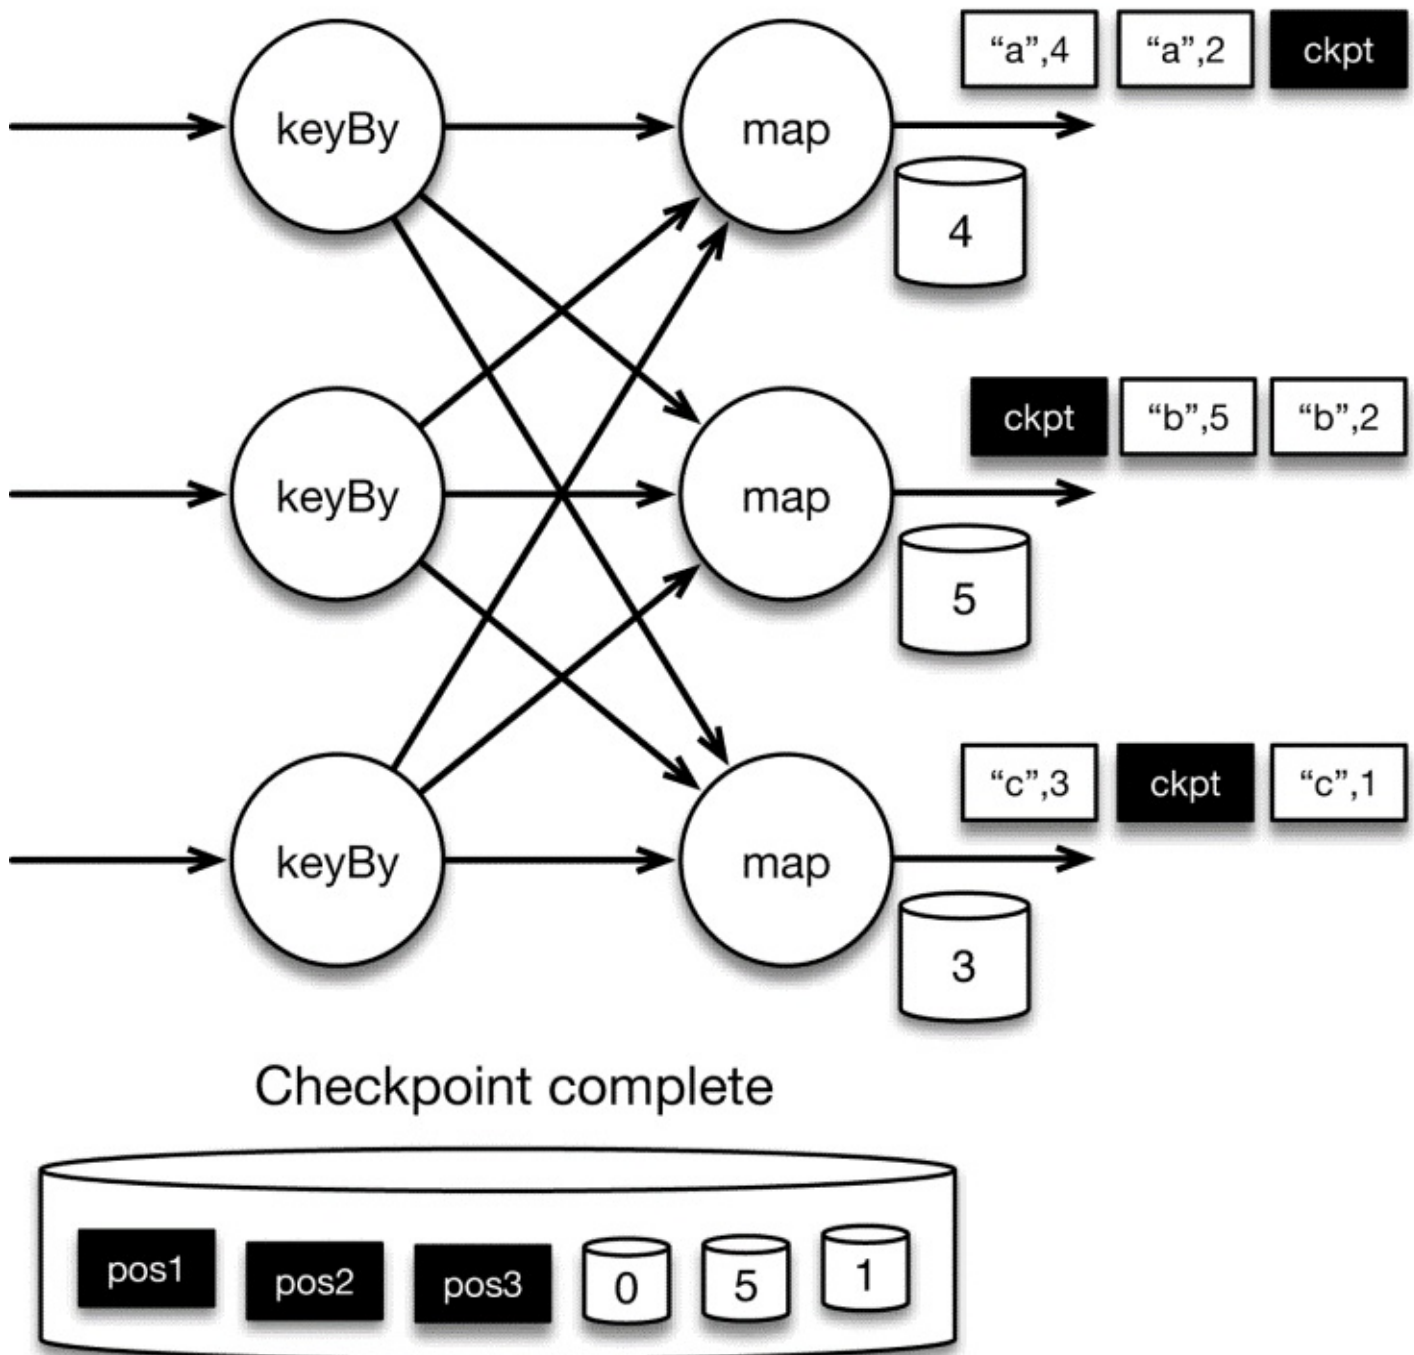 “a”,4 “a”,2 ckpt
keyBy map
4
ckpt “b”,5 “b”,2
keyBy map
5
“c”,3 ckpt “c”,1
keyBy map
3
Checkpoint complete
pos1 pos2 pos3 0 5 1